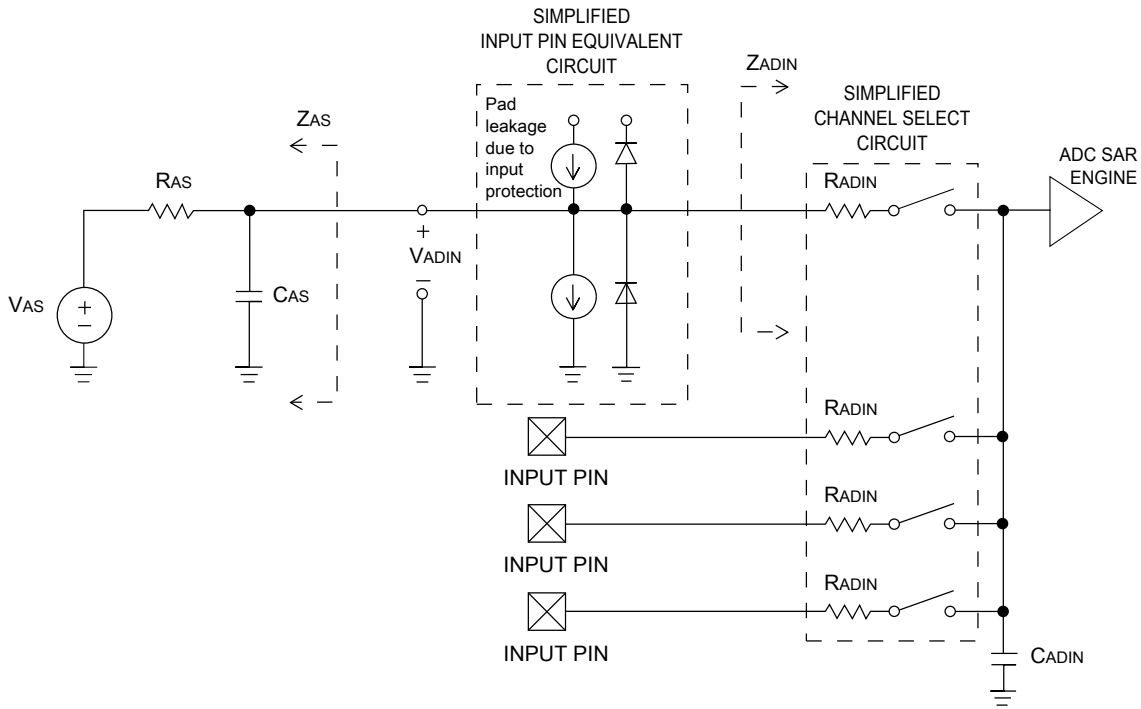 SIMPLIFIED
INPUT PIN EQUIVALENT
CIRCUIT
ZADIN
SIMPLIFIED
CHANNEL SELECT
CIRCUIT
Pad
leakage
due to
input
protection
ZAS
ADC SAR
ENGINE
RAS
RADIN
+
VADIN
–
VAS
+
–
CAS
RADIN
INPUT PIN
RADIN
INPUT PIN
RADIN
INPUT PIN
CADIN